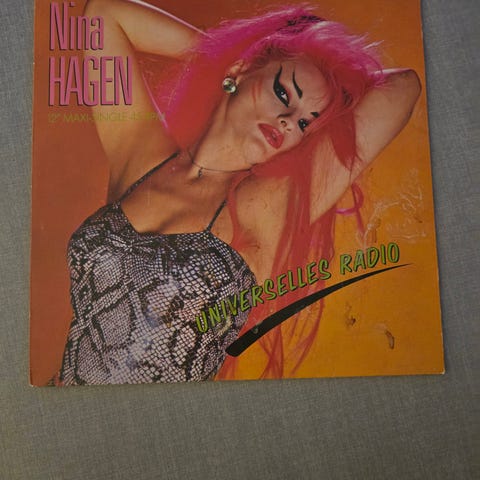 Nina
HAGEN
12" MAXI-SINGLE 45 RPM
UNIVERSELLES RADIO